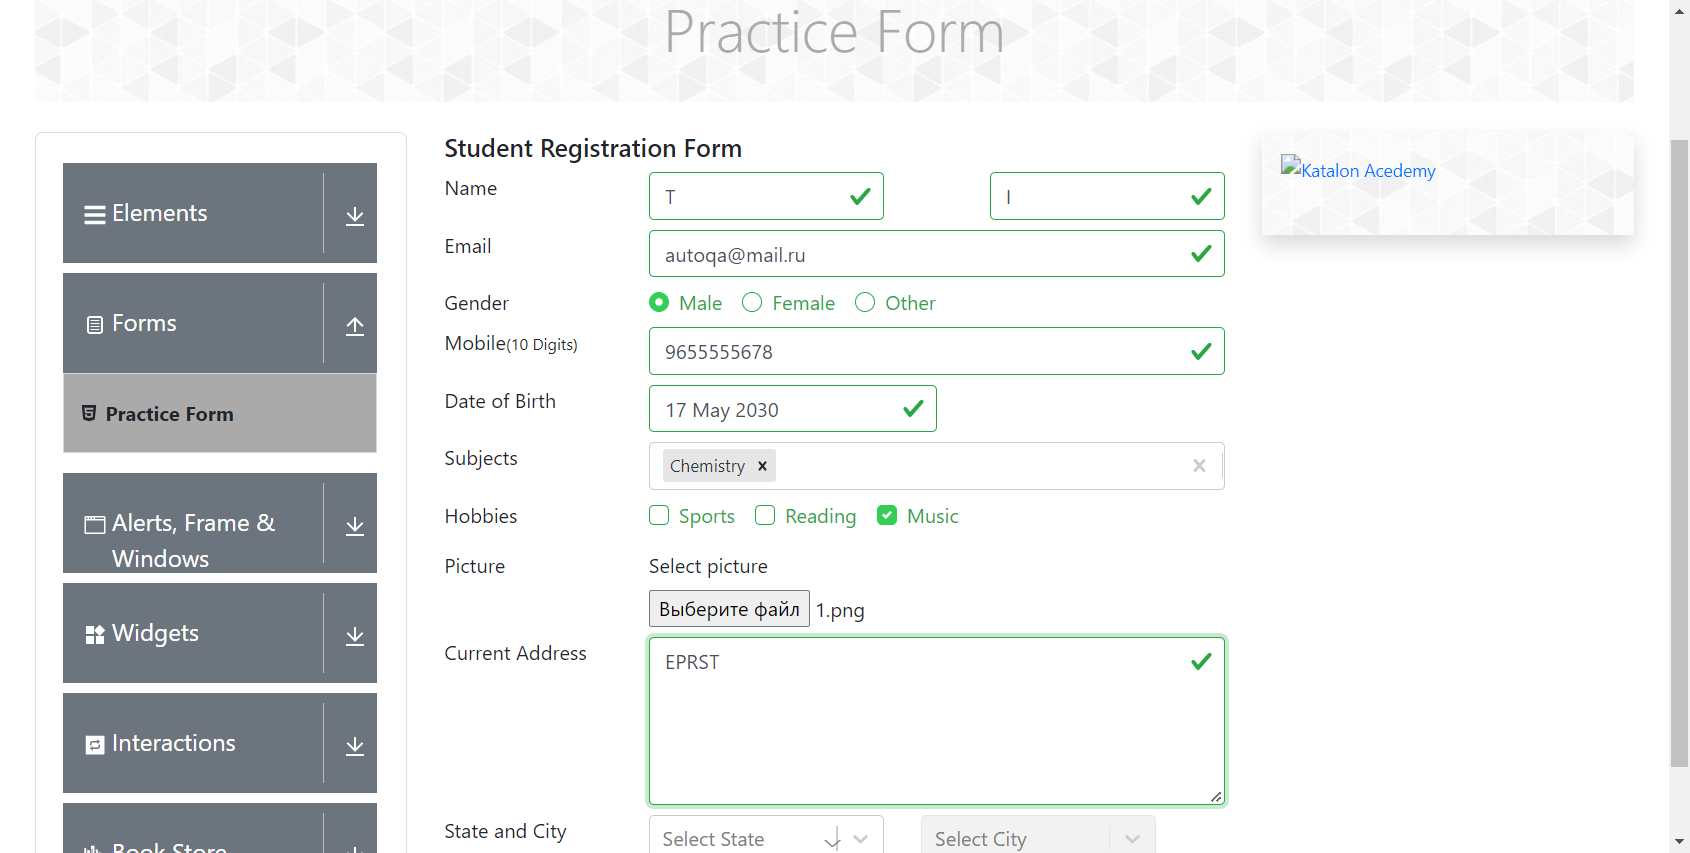 Practice Form
Elements
Forms
Practice Form
Alerts, Frame &
Windows
Widgets
Interactions
Book Store
Student Registration Form
Name
T
I
Email
autoqa@mail.ru
Gender
Male
Female
Other
Mobile(10 Digits)
9655555678
Date of Birth
17 May 2030
Subjects
Chemistry
Hobbies
Sports
Reading
Music
Picture
Select picture
Выберите файл 1.png
Current Address
EPRST
State and City
Select State
Select City
Katalon Acedemy